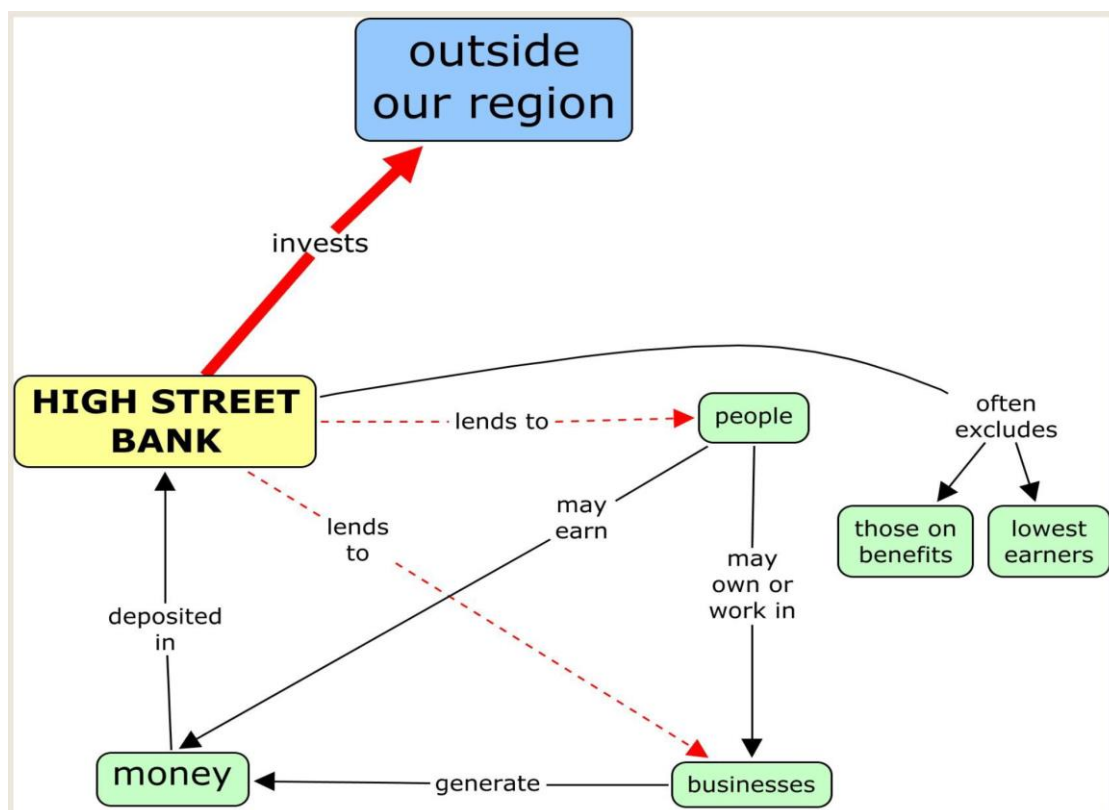 outside
our region
invests
HIGH STREET
BANK
lends to
people
often
excludes
those on
benefits
lowest
earners
lends
to
may
earn
may
own or
work in
deposited
in
money
generate
businesses